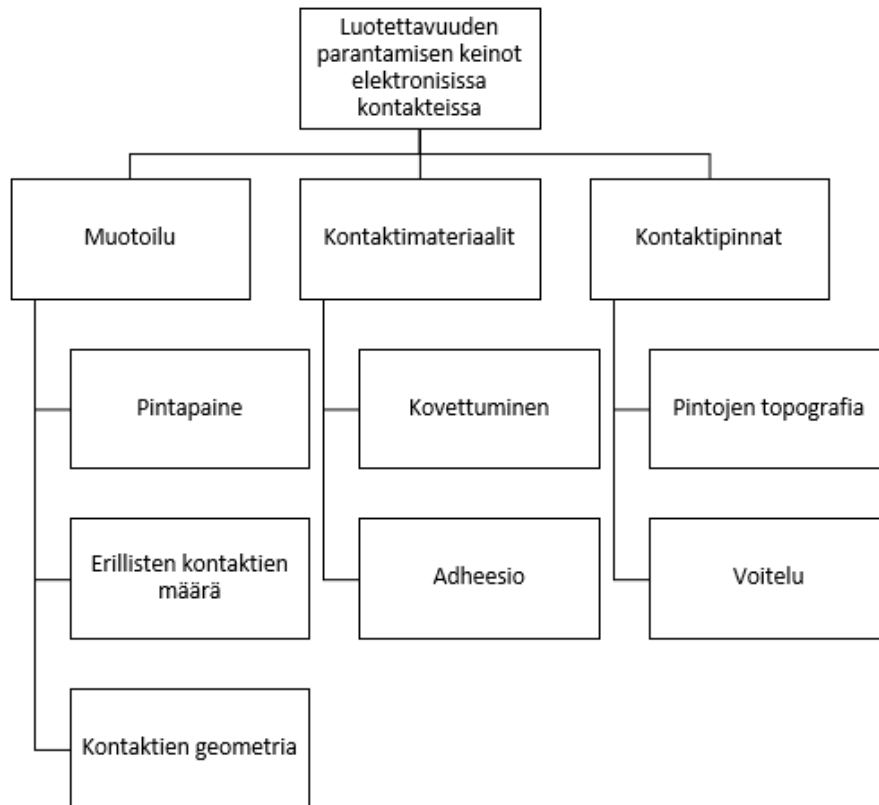 Luotettavuuden
parantamisen keinot
elektronisissa
kontakteissa
Muotoilu
Kontaktimateriaalit
Kontaktipinnat
Pintapaine
Kovettuminen
Pintojen topografia
Erillisten kontaktien
määrä
Adheesio
Voitelu
Kontaktien geometria